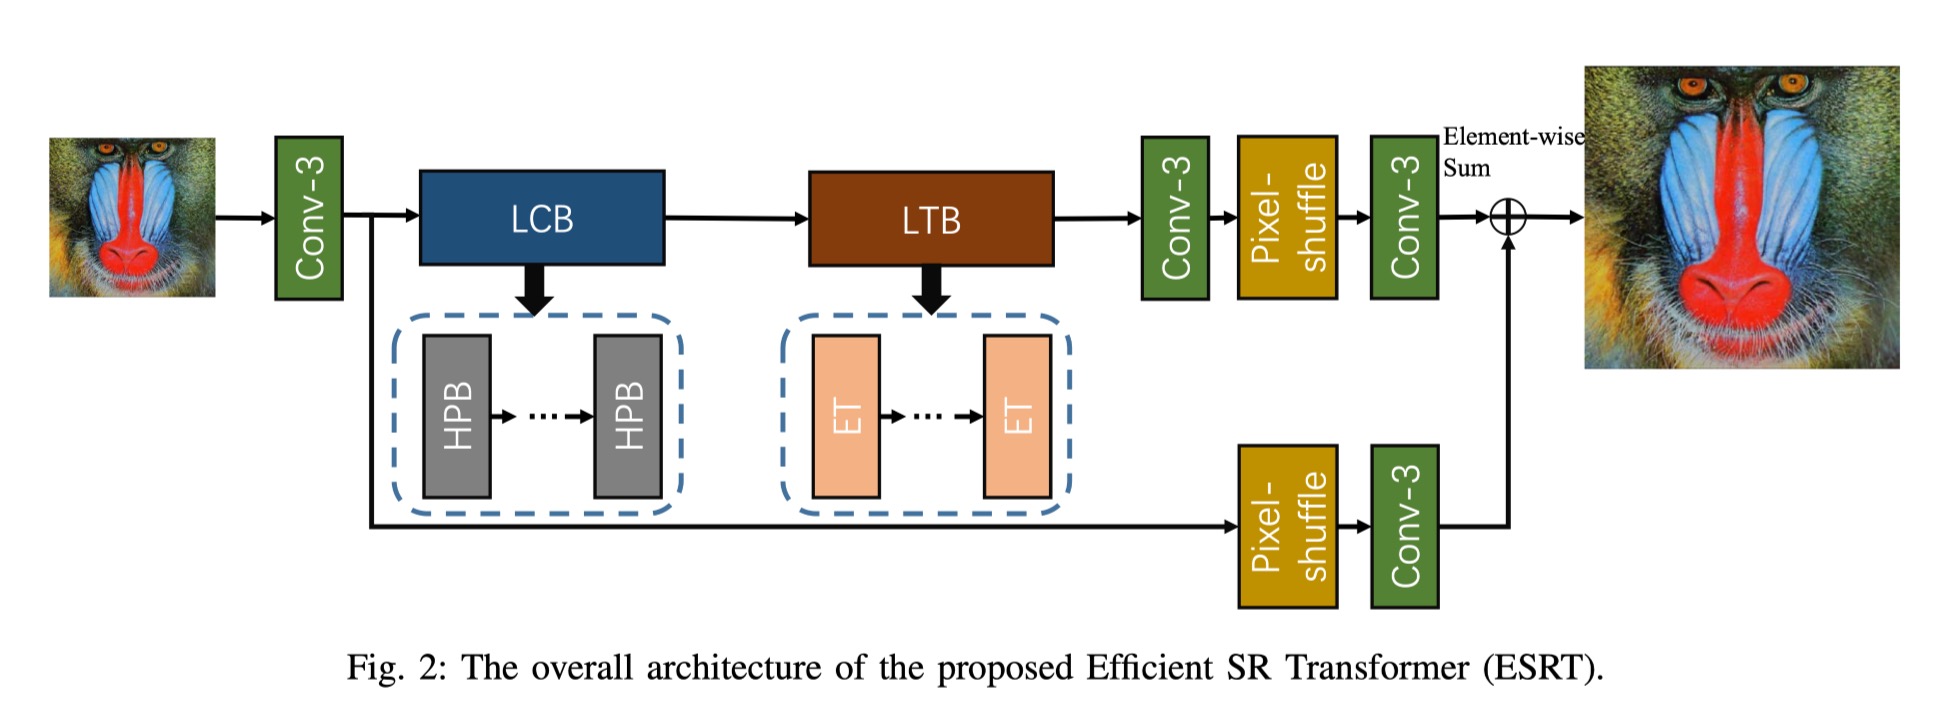 Conv-3
LCB
LTB
Conv-3
Pixel-
shuffle
Conv-3
Element-wise
Sum
HPB
HPB
ET
ET
Pixel-
shuffle
Conv-3
Fig. 2: The overall architecture of the proposed Efficient SR Transformer (ESRT).